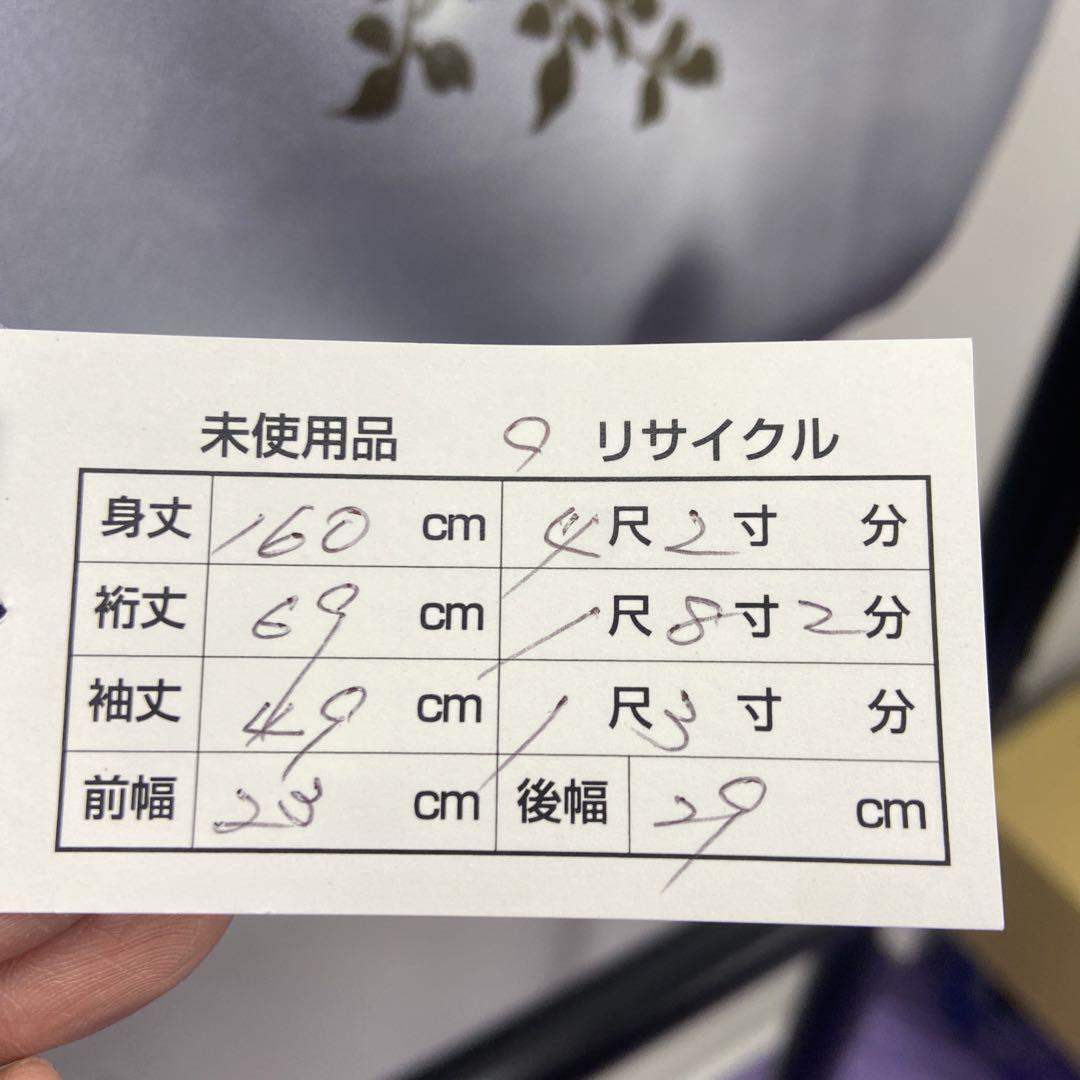 未使用品 9 リサイクル
身丈 160 cm 4尺2寸 分
裄丈 69 cm 1尺8寸2分
袖丈 49 cm 1尺3寸 分
前幅 23 cm 後幅 29 cm